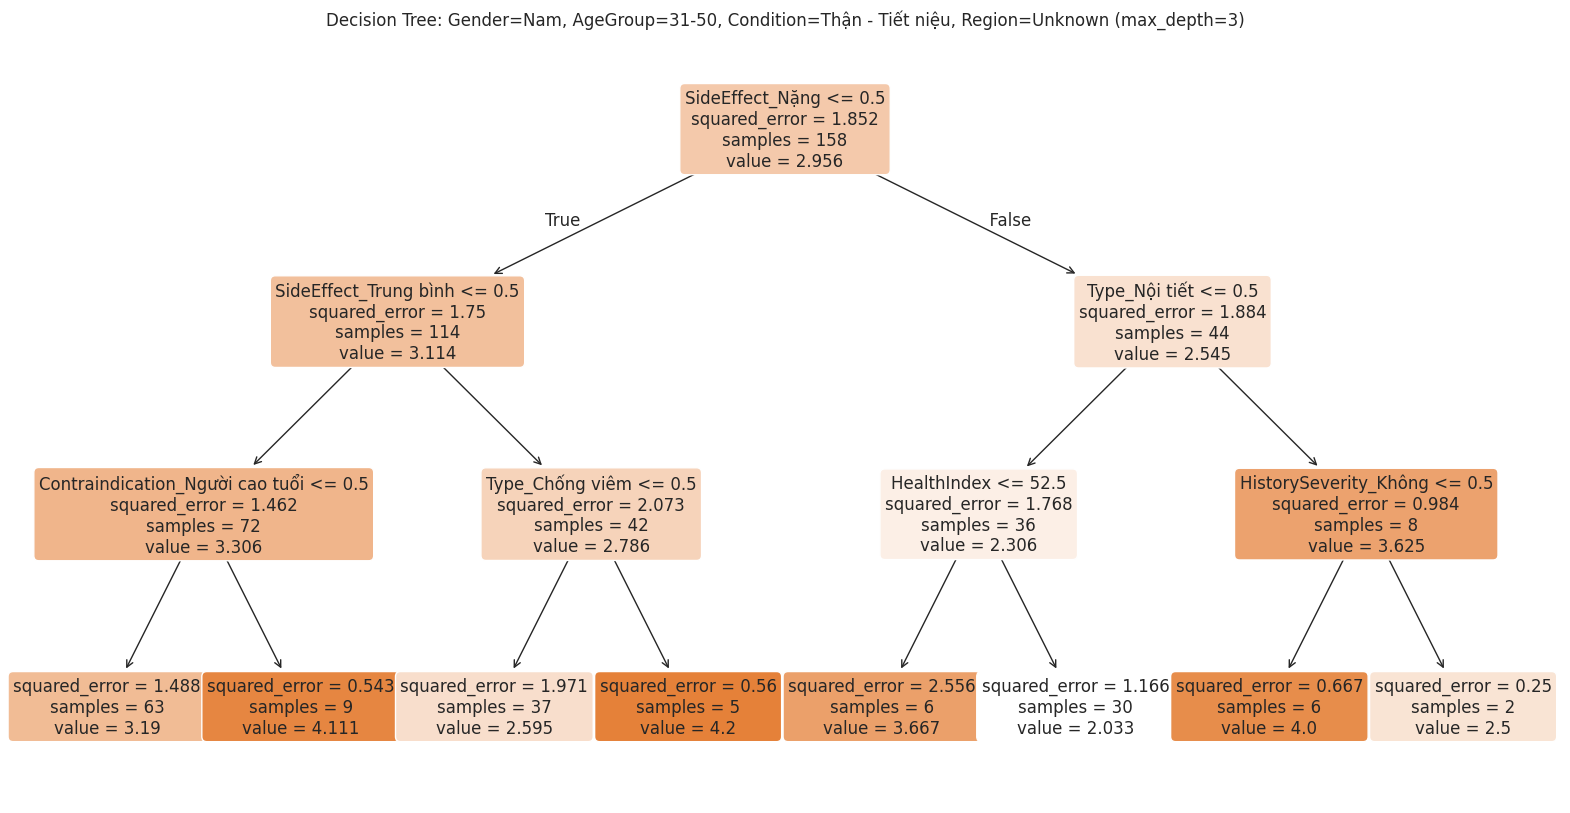 Decision Tree: Gender=Nam, AgeGroup=31-50, Condition=Thận - Tiết niệu, Region=Unknown (max_depth=3)
SideEffect_Nặng <= 0.5
squared_error = 1.852
samples = 158
value = 2.956
True
False
SideEffect_Trung bình <= 0.5
squared_error = 1.75
samples = 114
value = 3.114
Type_Nội tiết <= 0.5
squared_error = 1.884
samples = 44
value = 2.545
Contraindication_Người cao tuổi <= 0.5
squared_error = 1.462
samples = 72
value = 3.306
Type_Chống viêm <= 0.5
squared_error = 2.073
samples = 42
value = 2.786
HealthIndex <= 52.5
squared_error = 1.768
samples = 36
value = 2.306
HistorySeverity_Không <= 0.5
squared_error = 0.984
samples = 8
value = 3.625
squared_error = 1.488
samples = 63
value = 3.19
squared_error = 0.543
samples = 9
value = 4.111
squared_error = 1.971
samples = 37
value = 2.595
squared_error = 0.56
samples = 5
value = 4.2
squared_error = 2.556
samples = 6
value = 3.667
squared_error = 1.166
samples = 30
value = 2.033
squared_error = 0.667
samples = 6
value = 4.0
squared_error = 0.25
samples = 2
value = 2.5